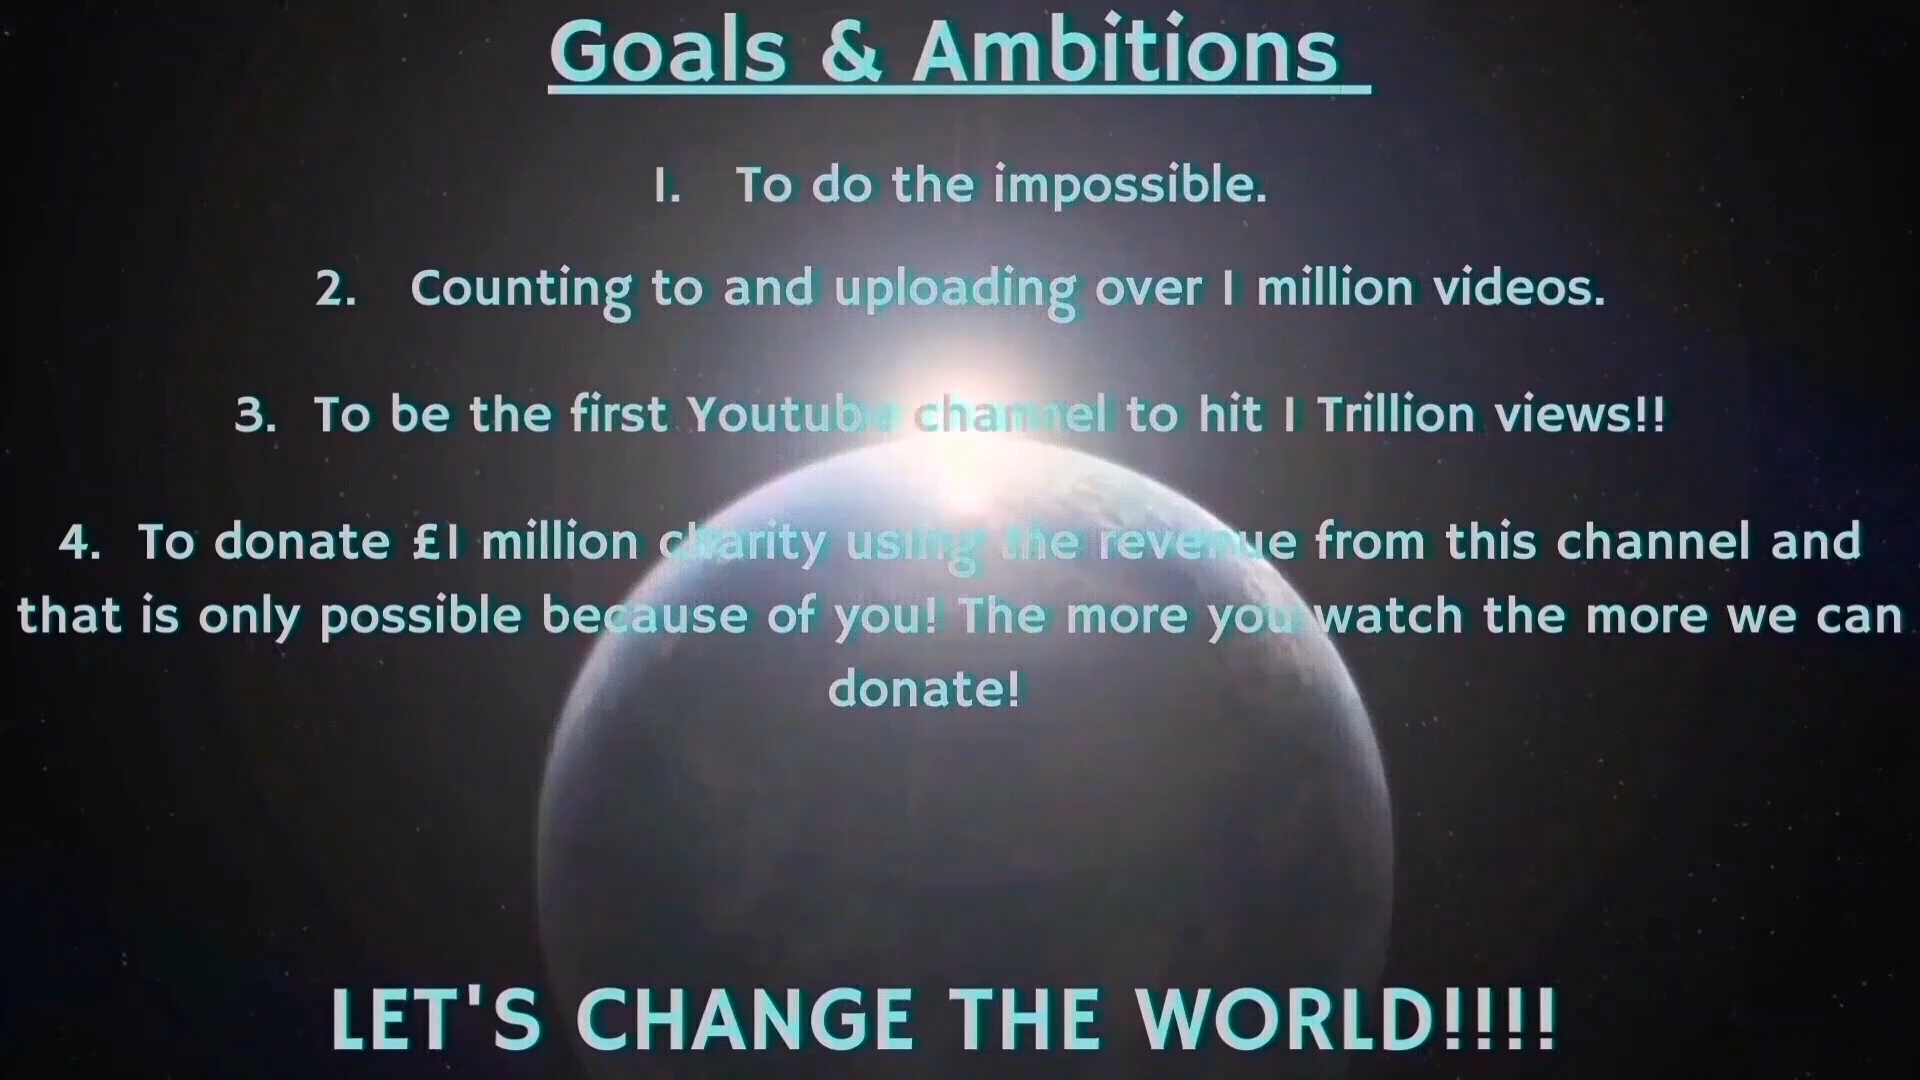 Goals & Ambitions
1. To do the impossible.
2. Counting to and uploading over 1 million videos.
3. To be the first Youtube channel to hit 1 Trillion views!!
4. To donate £1 million charity using the revenue from this channel and
that is only possible because of you! The more you watch the more we can
donate!
LET'S CHANGE THE WORLD!!!!